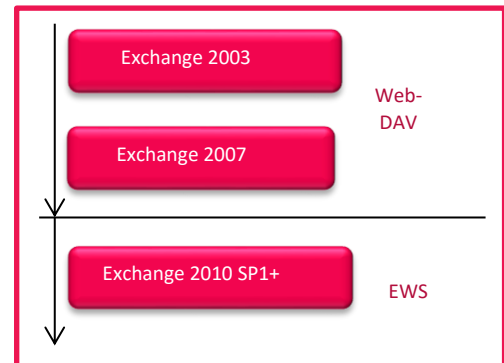 Exchange 2003
Web-
DAV
Exchange 2007
Exchange 2010 SP1+
EWS